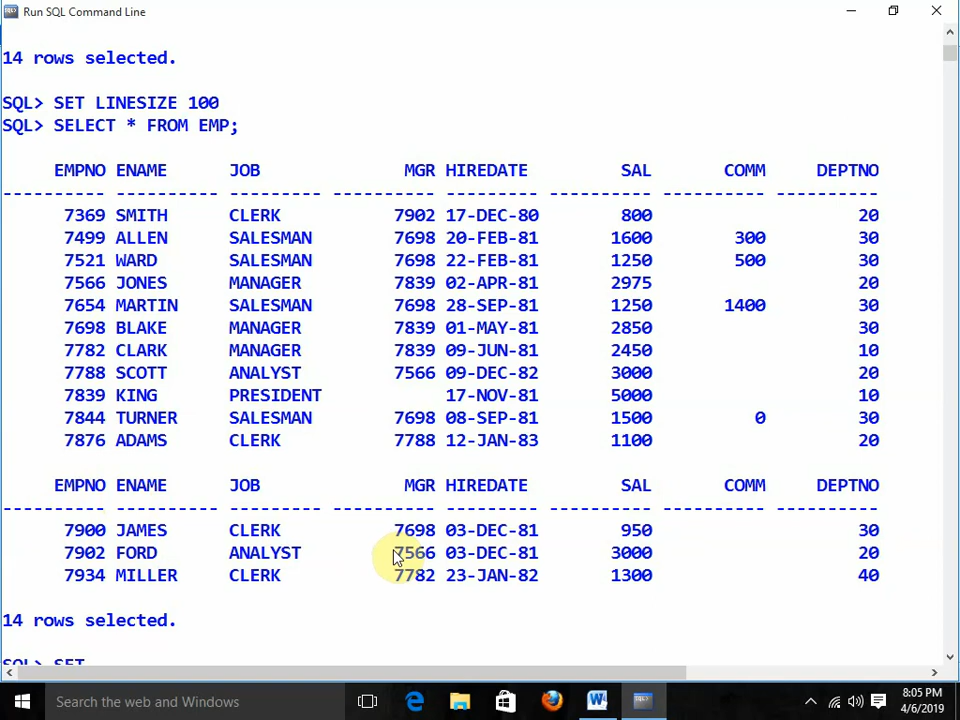 Run SQL Command Line
14 rows selected.
SQL> SET LINESIZE 100
SQL> SELECT * FROM EMP;
EMPNO ENAME JOB MGR HIREDATE SAL COMM DEPTNO
---------- ---------- --------- ---------- --------- ---------- ---------- ----------
7369 SMITH CLERK 7902 17-DEC-80 800 20
7499 ALLEN SALESMAN 7698 20-FEB-81 1600 300 30
7521 WARD SALESMAN 7698 22-FEB-81 1250 500 30
7566 JONES MANAGER 7839 02-APR-81 2975 20
7654 MARTIN SALESMAN 7698 28-SEP-81 1250 1400 30
7698 BLAKE MANAGER 7839 01-MAY-81 2850 30
7782 CLARK MANAGER 7839 09-JUN-81 2450 10
7788 SCOTT ANALYST 7566 09-DEC-82 3000 20
7839 KING PRESIDENT 17-NOV-81 5000 10
7844 TURNER SALESMAN 7698 08-SEP-81 1500 0 30
7876 ADAMS CLERK 7788 12-JAN-83 1100 20
EMPNO ENAME JOB MGR HIREDATE SAL COMM DEPTNO
---------- ---------- --------- ---------- --------- ---------- ---------- ----------
7900 JAMES CLERK 7698 03-DEC-81 950 30
7902 FORD ANALYST 7566 03-DEC-81 3000 20
7934 MILLER CLERK 7782 23-JAN-82 1300 40
14 rows selected.
SQL> SET
Search the web and Windows
8:05 PM
4/6/2019